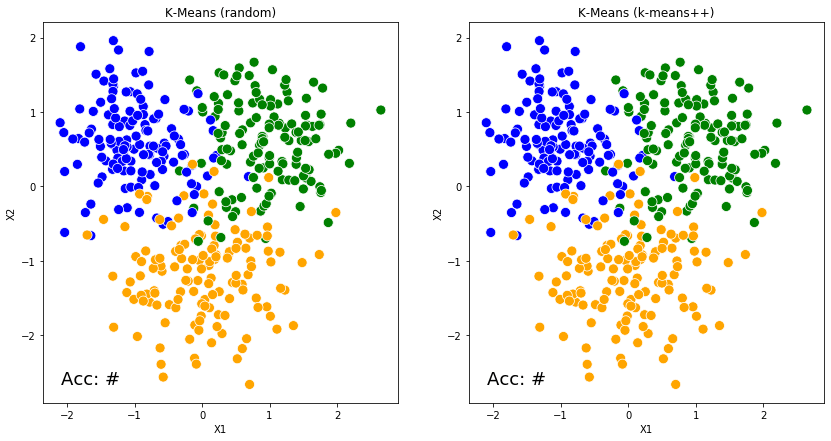 K-Means (random)
2
1
0
−1
−2
X2
Acc: #
−2 −1 0 1 2
X1
K-Means (k-means++)
2
1
0
−1
−2
X2
Acc: #
−2 −1 0 1 2
X1